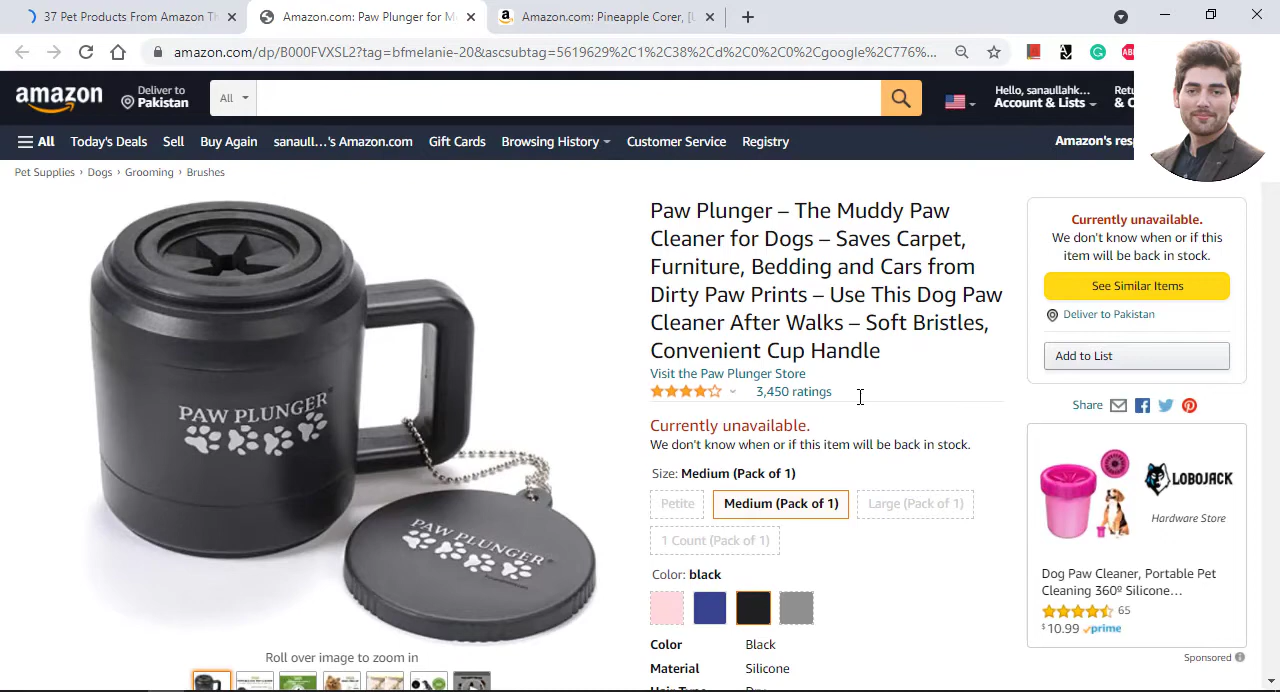 37 Pet Products From Amazon Th
Amazon.com: Paw Plunger for M
Amazon.com: Pineapple Corer, [U
amazon.com/dp/B000FVXSL2?tag=bfmelanie-20&ascsubtag=5619629%2C1%2C38%2Cd%2C0%2C0%2Cgoogle%2C776%...
amazon
Deliver to
Pakistan
All
Hello, sanaullahk...
Account & Lists
Retu
& C
All
Today's Deals
Sell
Buy Again
sanaull...'s Amazon.com
Gift Cards
Browsing History
Customer Service
Registry
Amazon's res
Pet Supplies › Dogs › Grooming › Brushes
PAW PLUNGER
PAW PLUNGER
Roll over image to zoom in
Paw Plunger – The Muddy Paw
Cleaner for Dogs – Saves Carpet,
Furniture, Bedding and Cars from
Dirty Paw Prints – Use This Dog Paw
Cleaner After Walks – Soft Bristles,
Convenient Cup Handle
Visit the Paw Plunger Store
3,450 ratings
Currently unavailable.
We don't know when or if this item will be back in stock.
Size: Medium (Pack of 1)
Petite
Medium (Pack of 1)
Large (Pack of 1)
1 Count (Pack of 1)
Color: black
Color Black
Material Silicone
Currently unavailable.
We don't know when or if this
item will be back in stock.
See Similar Items
Deliver to Pakistan
Add to List
Share
LOBOJACK
Hardware Store
Dog Paw Cleaner, Portable Pet
Cleaning 360º Silicone...
65
$10.99 prime
Sponsored